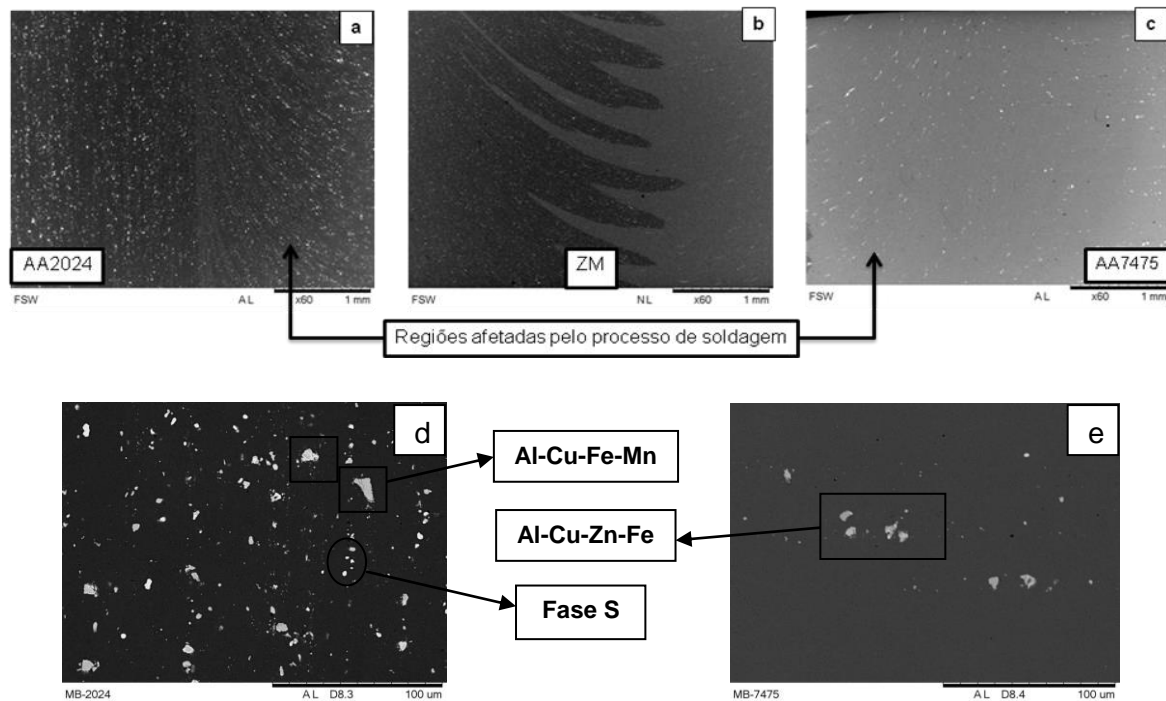 a
b
c
AA2024
ZM
AA7475
FSW AL x60 1 mm
FSW NL x60 1 mm
FSW AL x60 1 mm
Regiões afetadas pelo processo de soldagem
d
e
Al-Cu-Fe-Mn
Al-Cu-Zn-Fe
Fase S
MB-2024 AL D8.3 100 um
MB-7475 AL D8.4 100 um